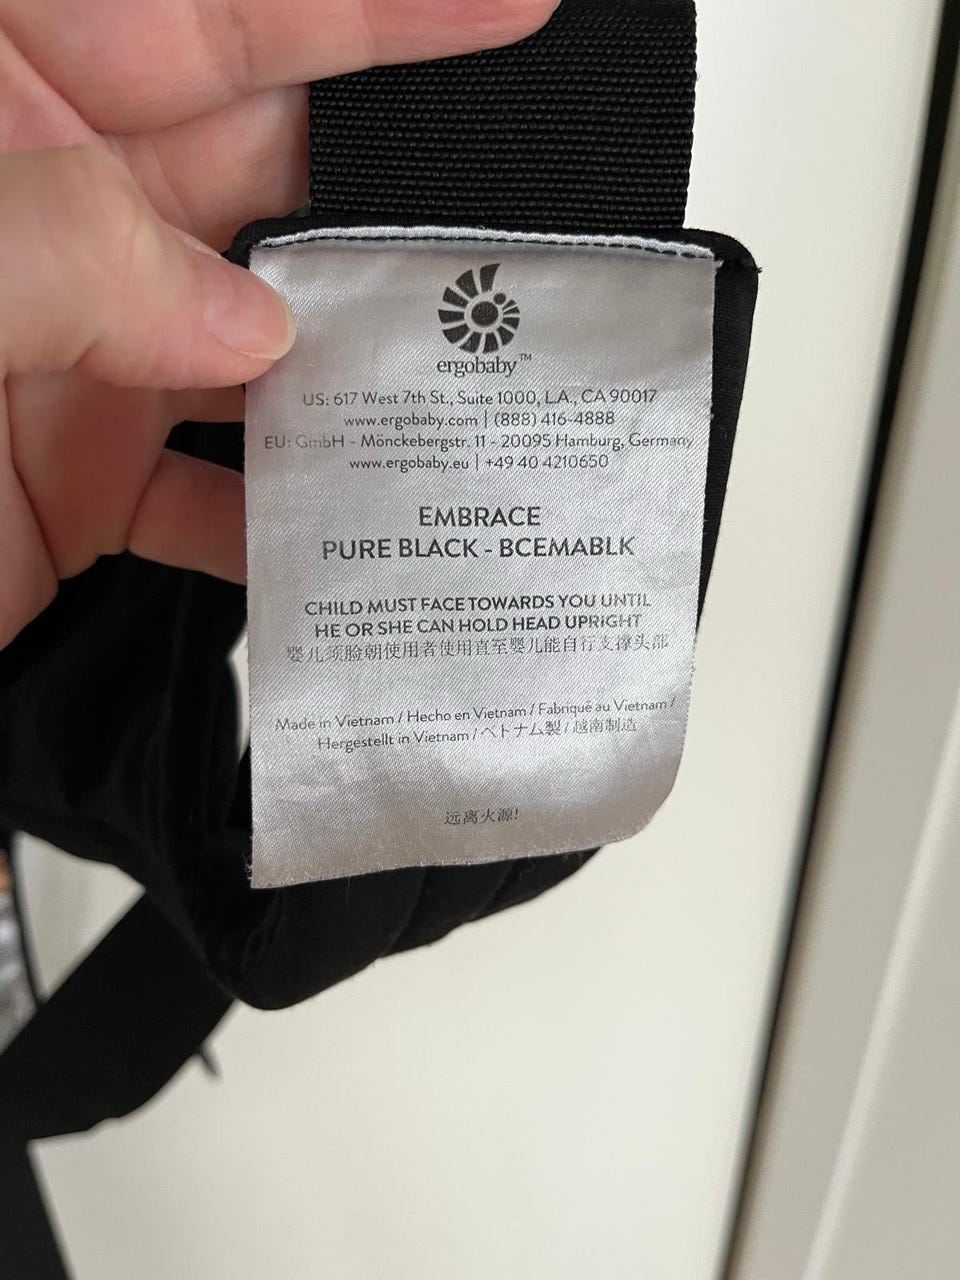 ergobaby™
US: 617 West 7th St., Suite 1000, L.A., CA 90017
www.ergobaby.com | (888) 416-4888
EU: GmbH - Mönckebergstr. 11 - 20095 Hamburg, Germany
www.ergobaby.eu | +49 40 4210650
EMBRACE
PURE BLACK - BCEMABLK
CHILD MUST FACE TOWARDS YOU UNTIL
HE OR SHE CAN HOLD HEAD UPRIGHT
婴儿须脸朝使用者使用直至婴儿能自行支撑头部
Made in Vietnam / Hecho en Vietnam / Fabriqué au Vietnam /
Hergestellt in Vietnam / ベトナム製 / 越南制造
远离火源!